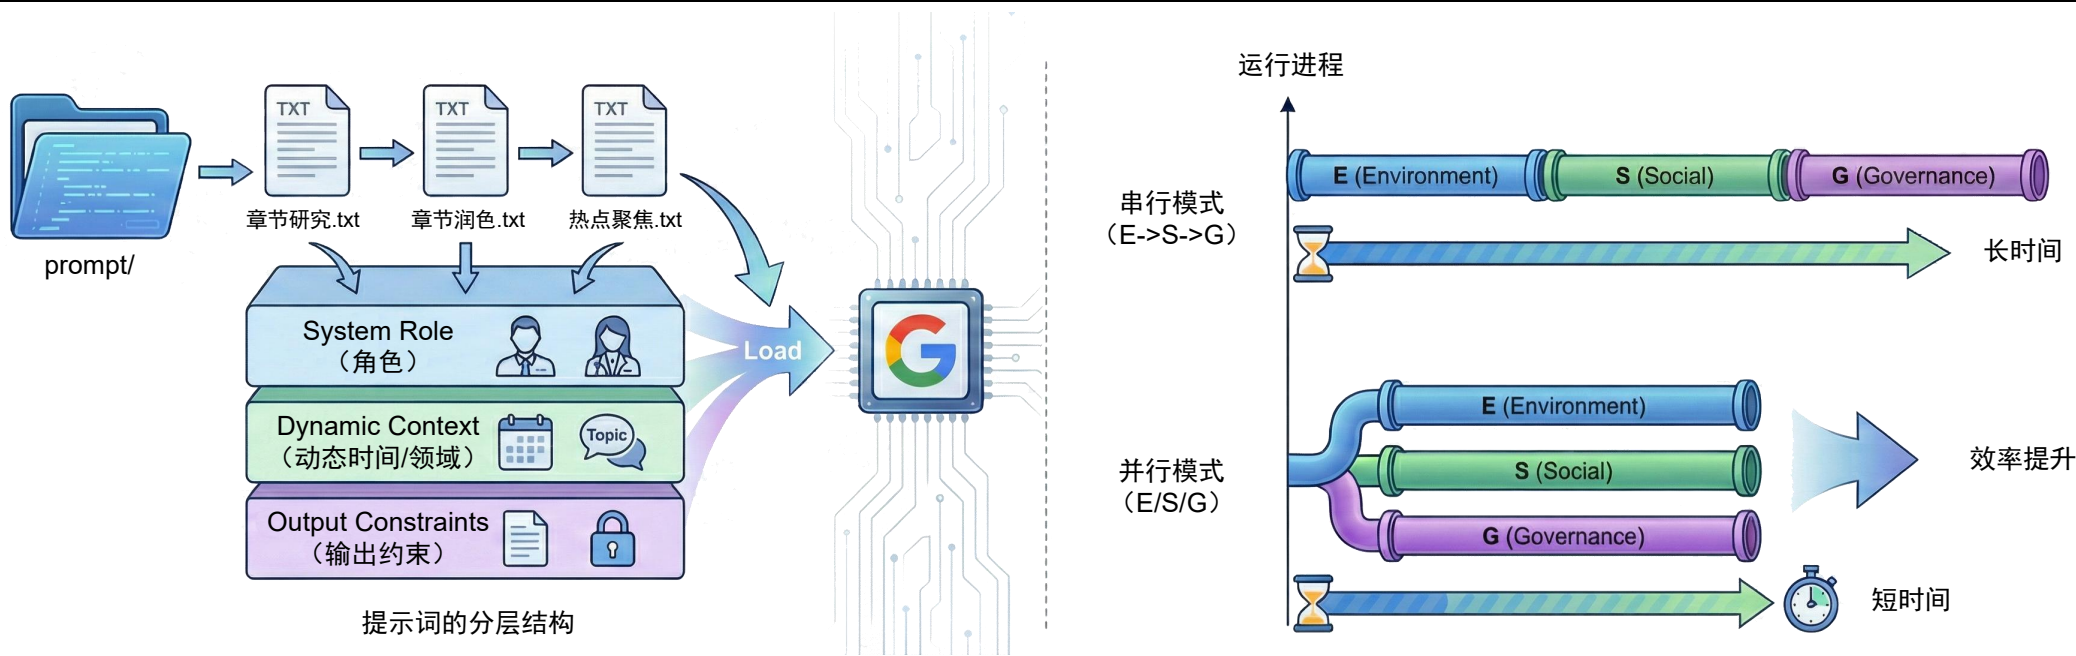 TXT
TXT
TXT
章节研究.txt
章节润色.txt
热点聚焦.txt
prompt/
System Role
（角色）
Dynamic Context
（动态时间/领域）
Topic
Output Constraints
（输出约束）
提示词的分层结构
Load
G
运行进程
串行模式
（E->S->G）
E (Environment)
S (Social)
G (Governance)
长时间
并行模式
（E/S/G）
E (Environment)
S (Social)
G (Governance)
效率提升
短时间